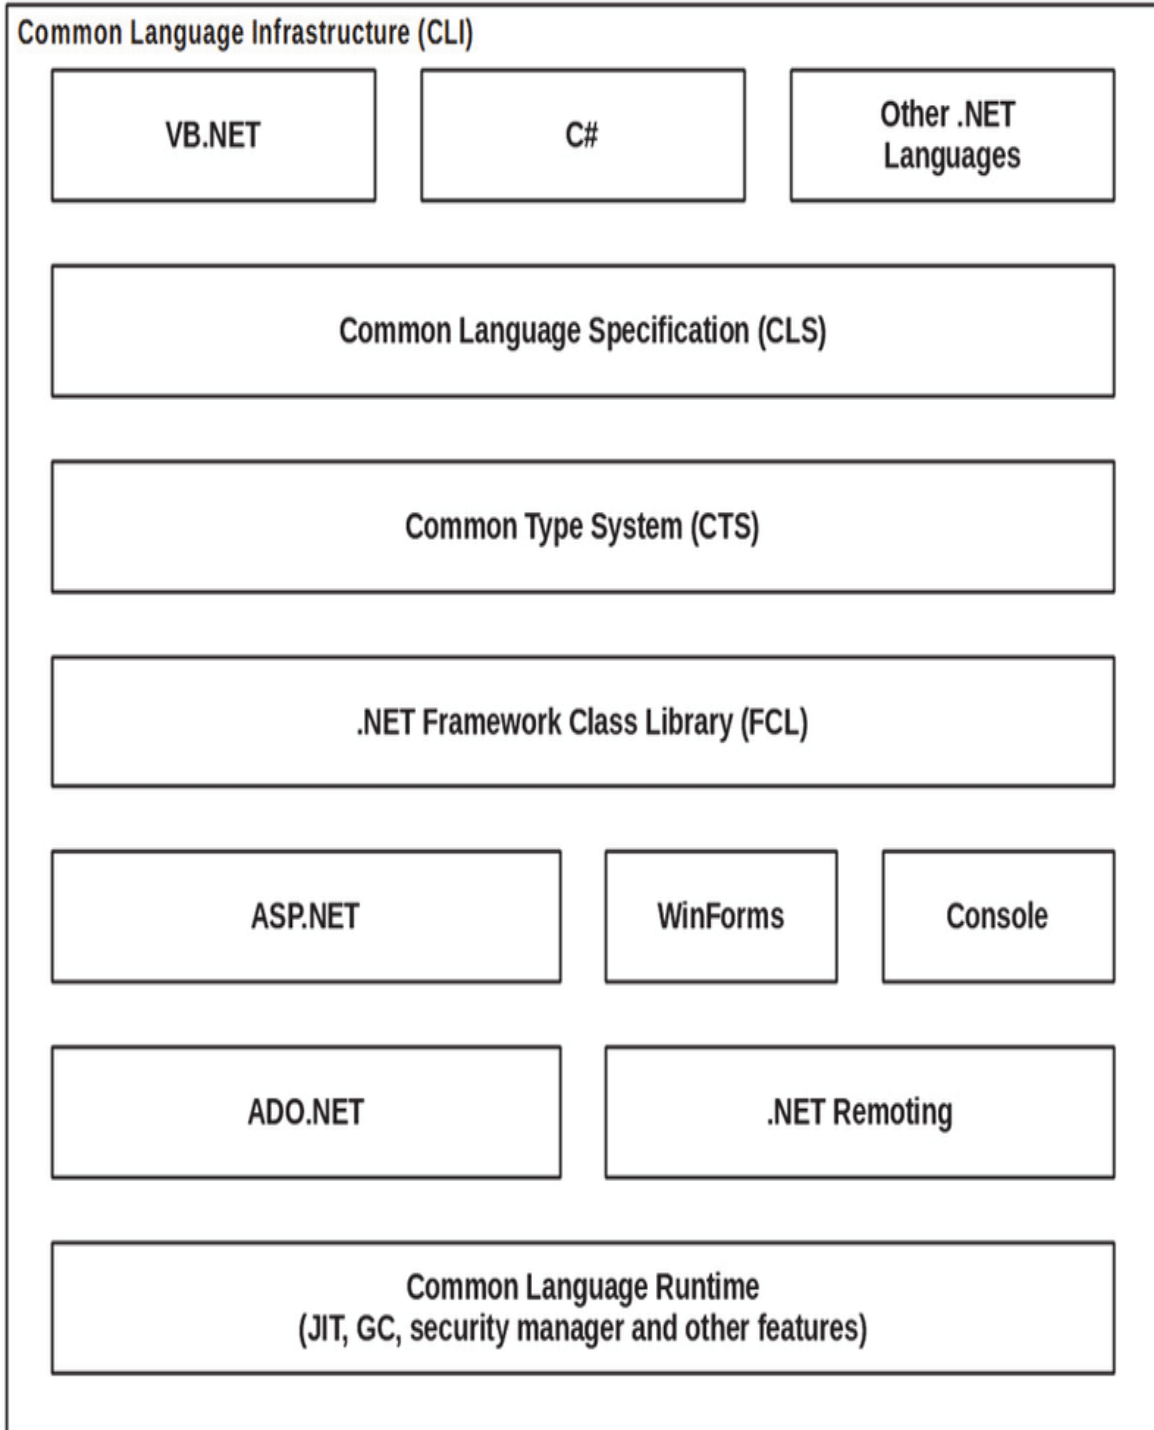 Common Language Infrastructure (CLI)
VB.NET
C#
Other .NET
Languages
Common Language Specification (CLS)
Common Type System (CTS)
.NET Framework Class Library (FCL)
ASP.NET
WinForms
Console
ADO.NET
.NET Remoting
Common Language Runtime
(JIT, GC, security manager and other features)